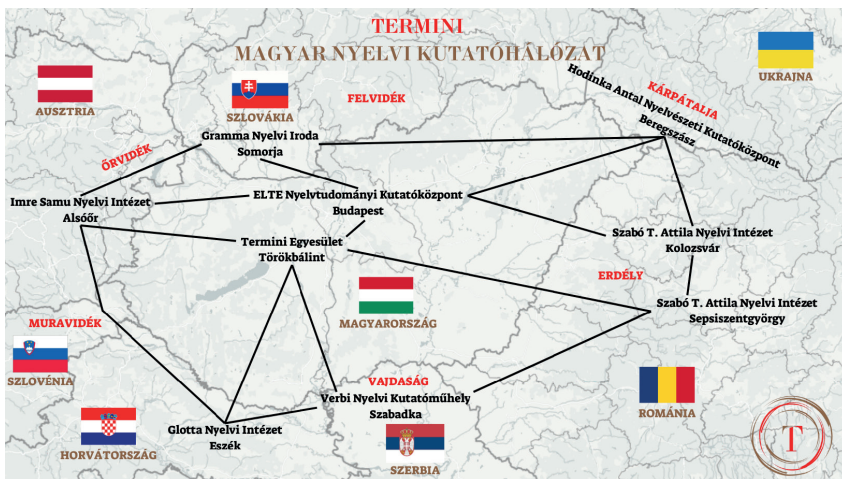 TERMINI
MAGYAR NYELVI KUTATÓHÁLÓZAT
AUSZTRIA
SZLOVÁKIA
FELVIDÉK
UKRAJNA
KÁRPÁTALJA
Hodinka Antal Nyelvészeti Kutatóközpont
Beregszász
Gramma Nyelvi Iroda
Somorja
ŐRVIDÉK
Imre Samu Nyelvi Intézet
Alsóőr
ELTE Nyelvtudományi Kutatóközpont
Budapest
Termini Egyesület
Törökbálint
Szabó T. Attila Nyelvi Intézet
Kolozsvár
ERDÉLY
Szabó T. Attila Nyelvi Intézet
Sepsiszentgyörgy
MAGYARORSZÁG
MURAVIDÉK
SZLOVÉNIA
VAJDASÁG
Verbi Nyelvi Kutatóműhely
Szabadka
ROMÁNIA
Glotta Nyelvi Intézet
Eszék
HORVÁTORSZÁG
SZERBIA
T